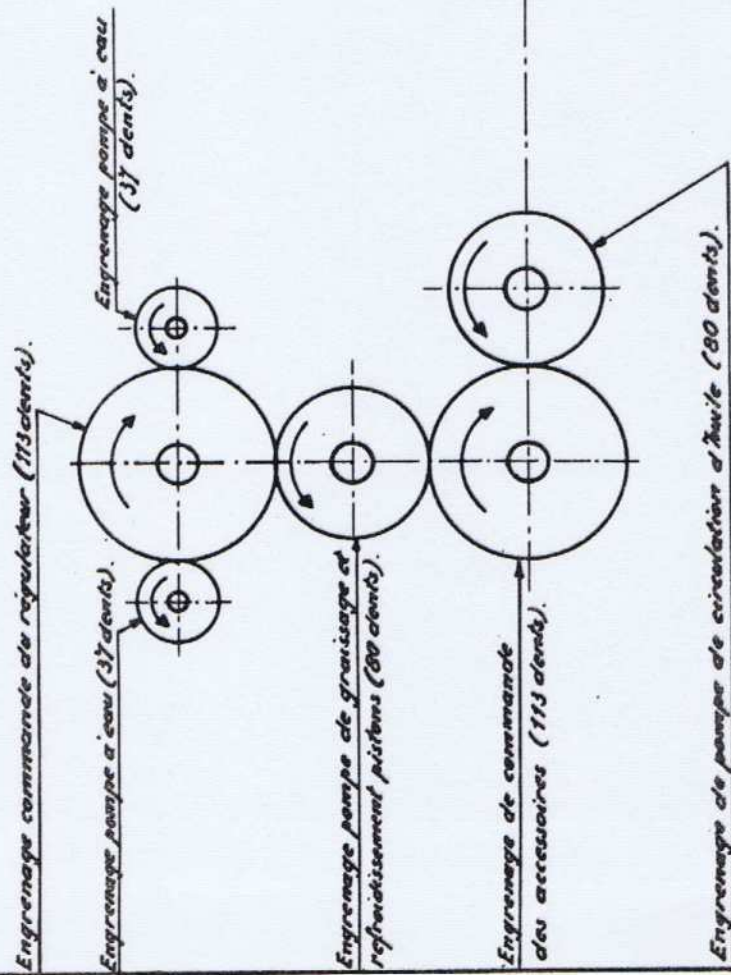 Engrenage commande du régulateur (113 dents).
Engrenage pompe à eau (37 dents).
Engrenage pompe à eau
(37 dents).
Engrenage pompe de graissage et
refroidissement pistons (80 dents).
Engrenage de commande
des accessoires (113 dents).
Engrenage de pompe de circulation d'huile (80 dents).